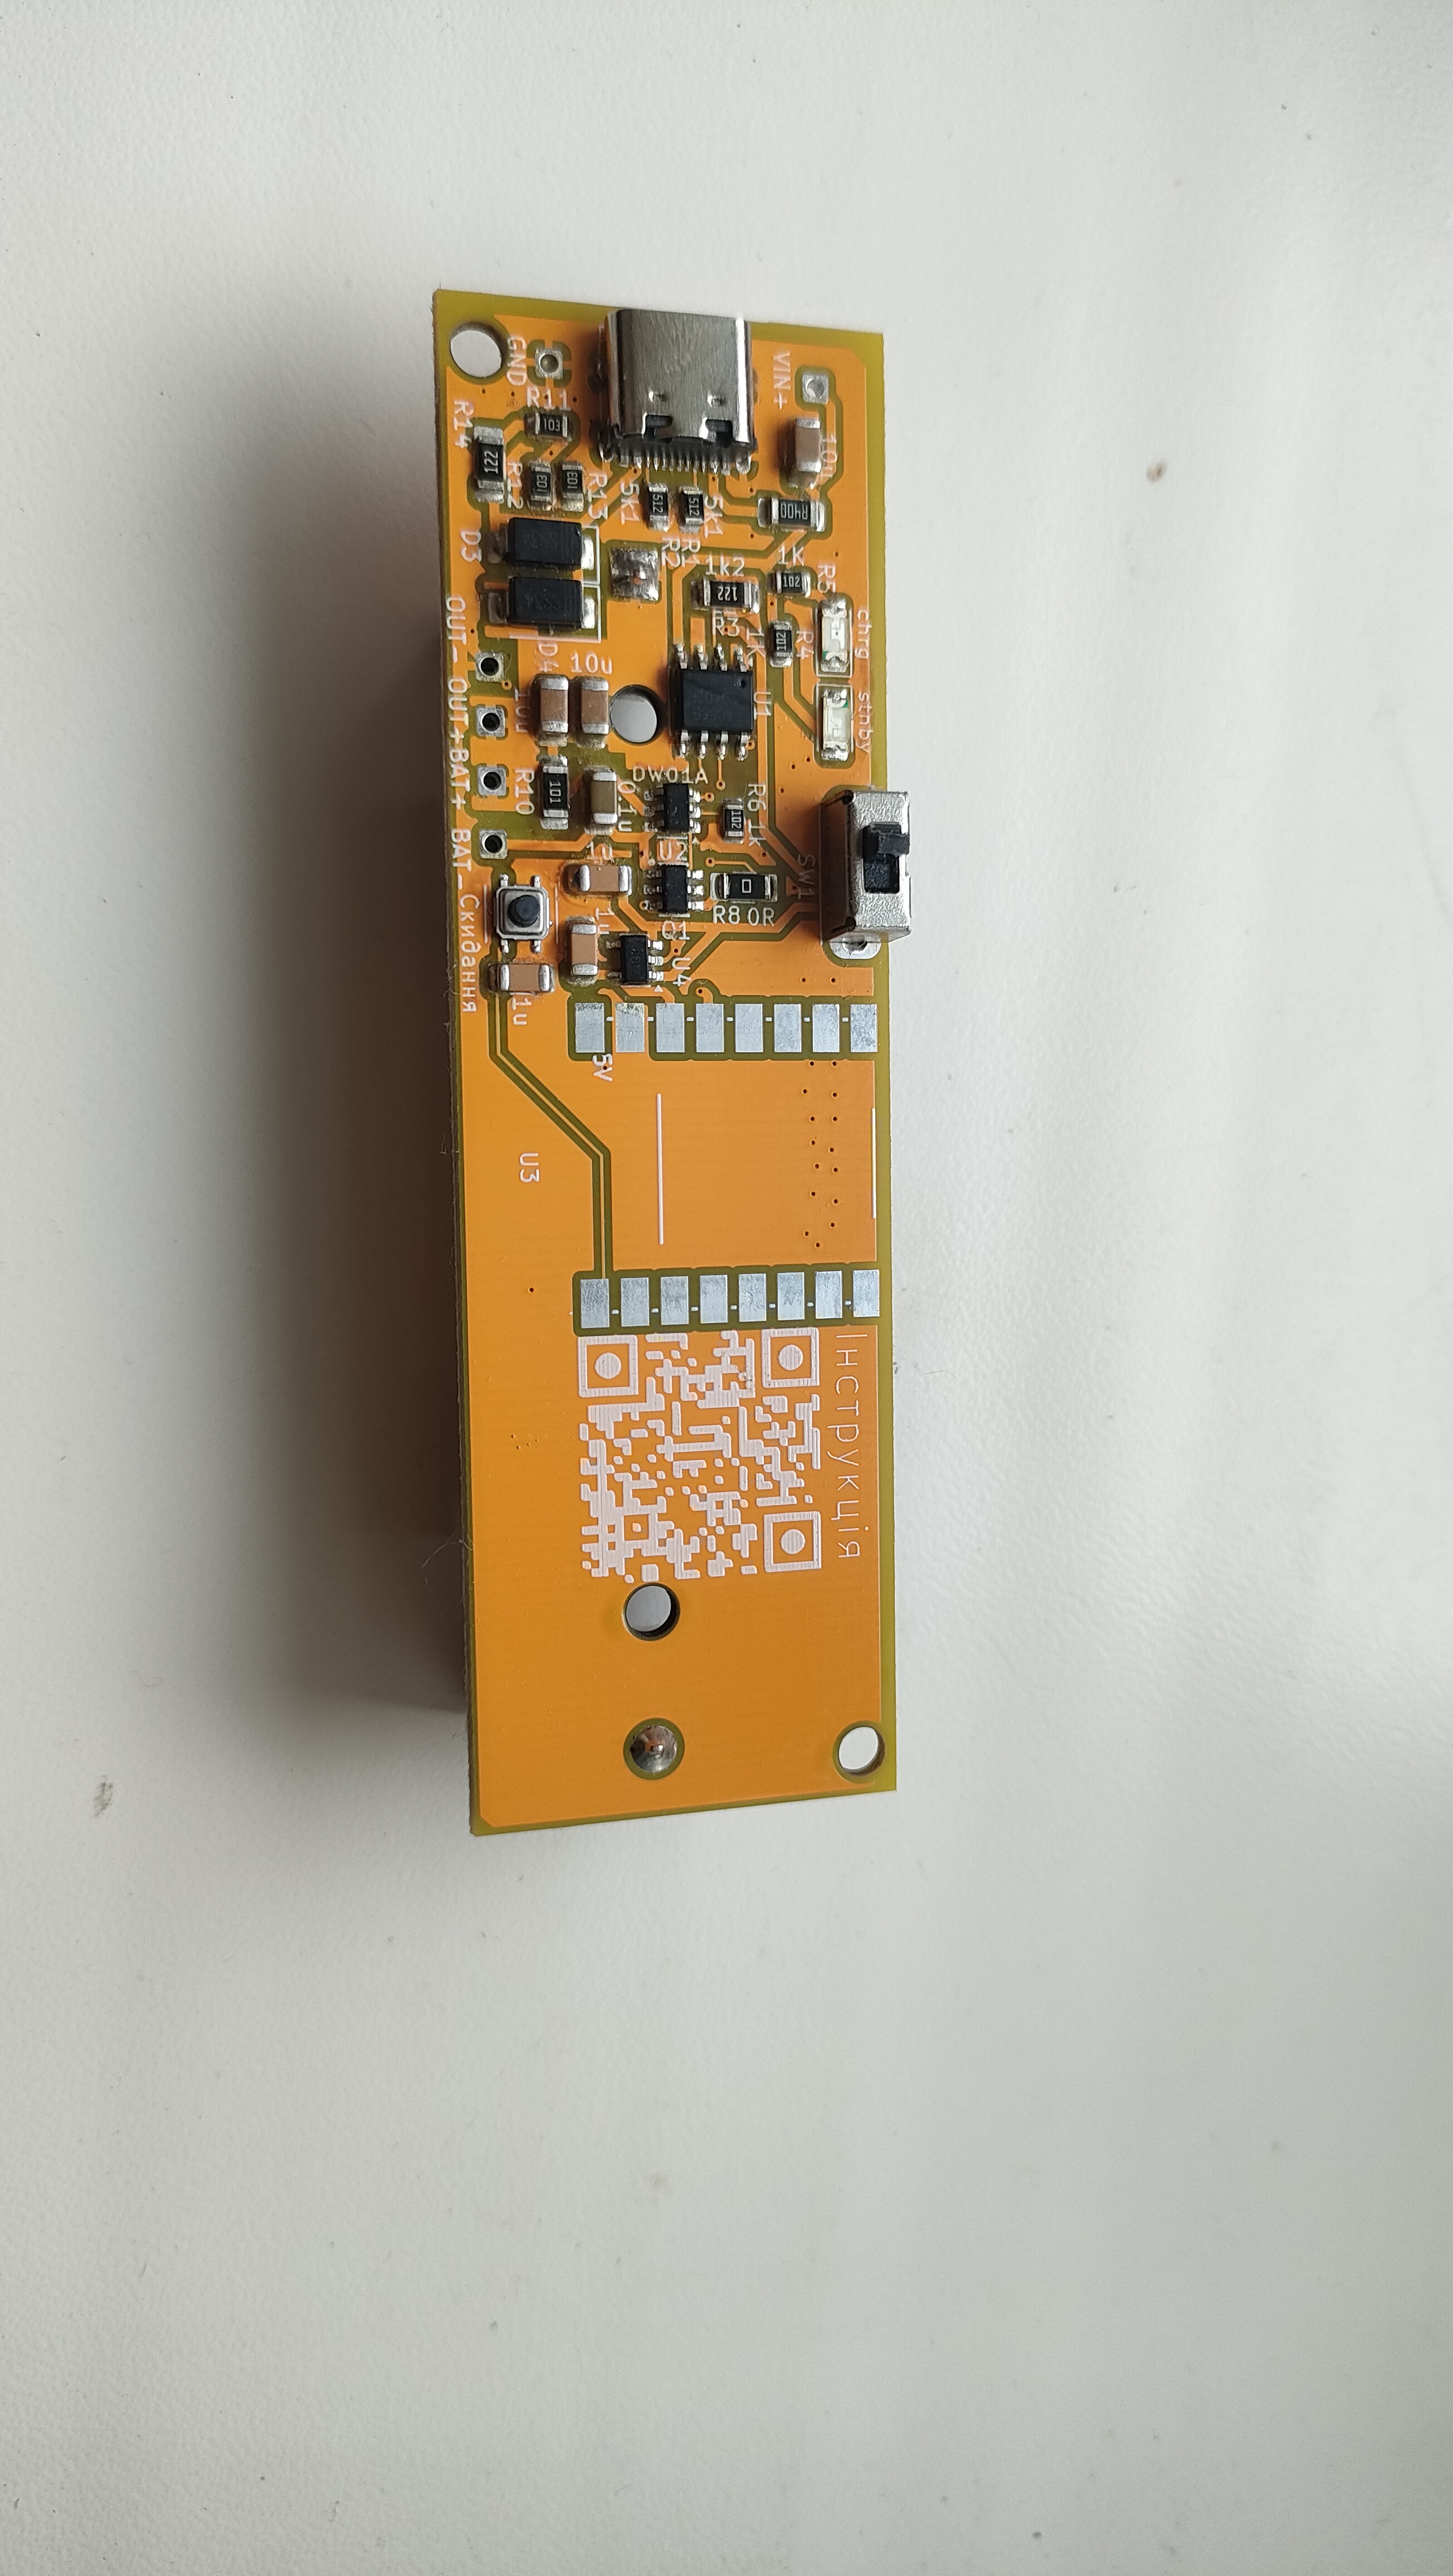 GND
VIN+
R11
103
R14
122
R12
103
103
R13
5k1
512
512
5k1
R2
R1
10u
R400
D3
1k2
122
R3
1K
102
R5
1K
102
R4
chrg
stnby
D4
10u
10u
U1
OUT-
OUT+
BAT+
BAT-
R10
101
0.1u
DW01A
U2
R6
1k
102
SW1
1u
Q1
R8
0R
0
1u
U4
Скидання
1u
5V
U3
Інструкція